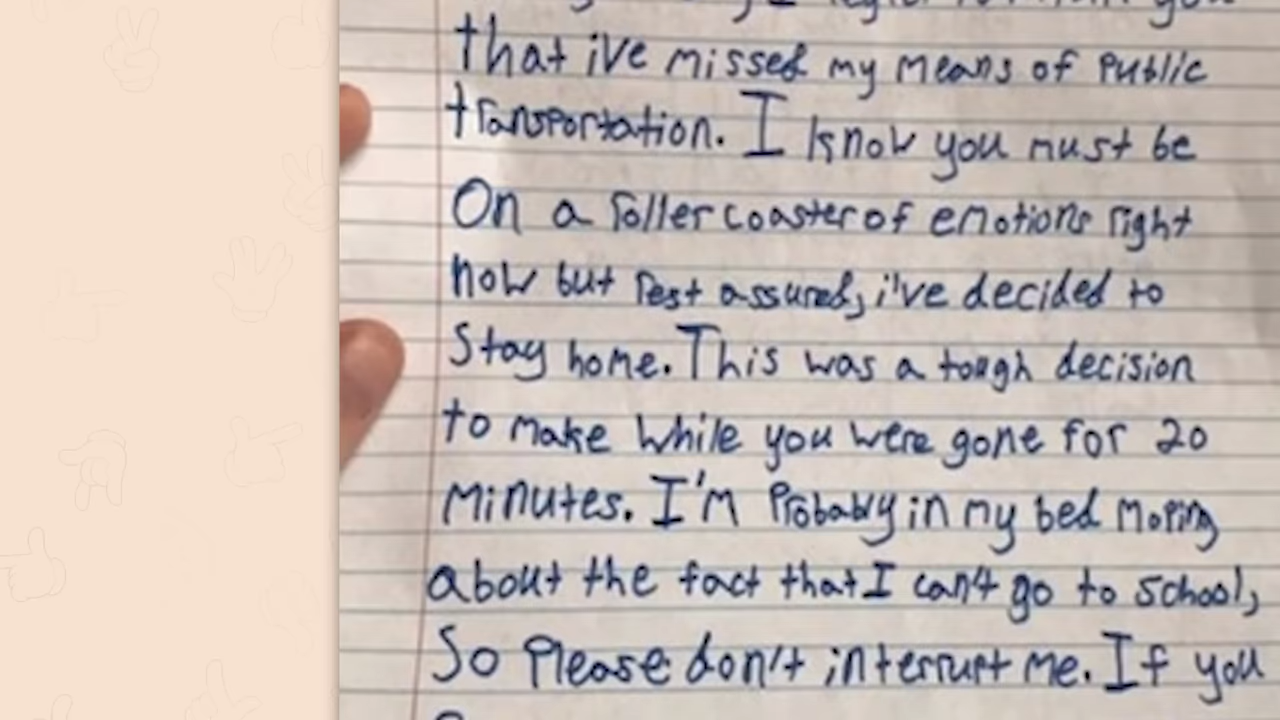 that ive missed my means of public
transportation. I know you must be
On a roller coaster of emotions right
now but rest assured, i've decided to
Stay home. This was a tough decision
to make while you were gone for 20
Minutes. I'm Probably in my bed moping
about the fact that I can't go to school,
So Please don't interrupt me. If you